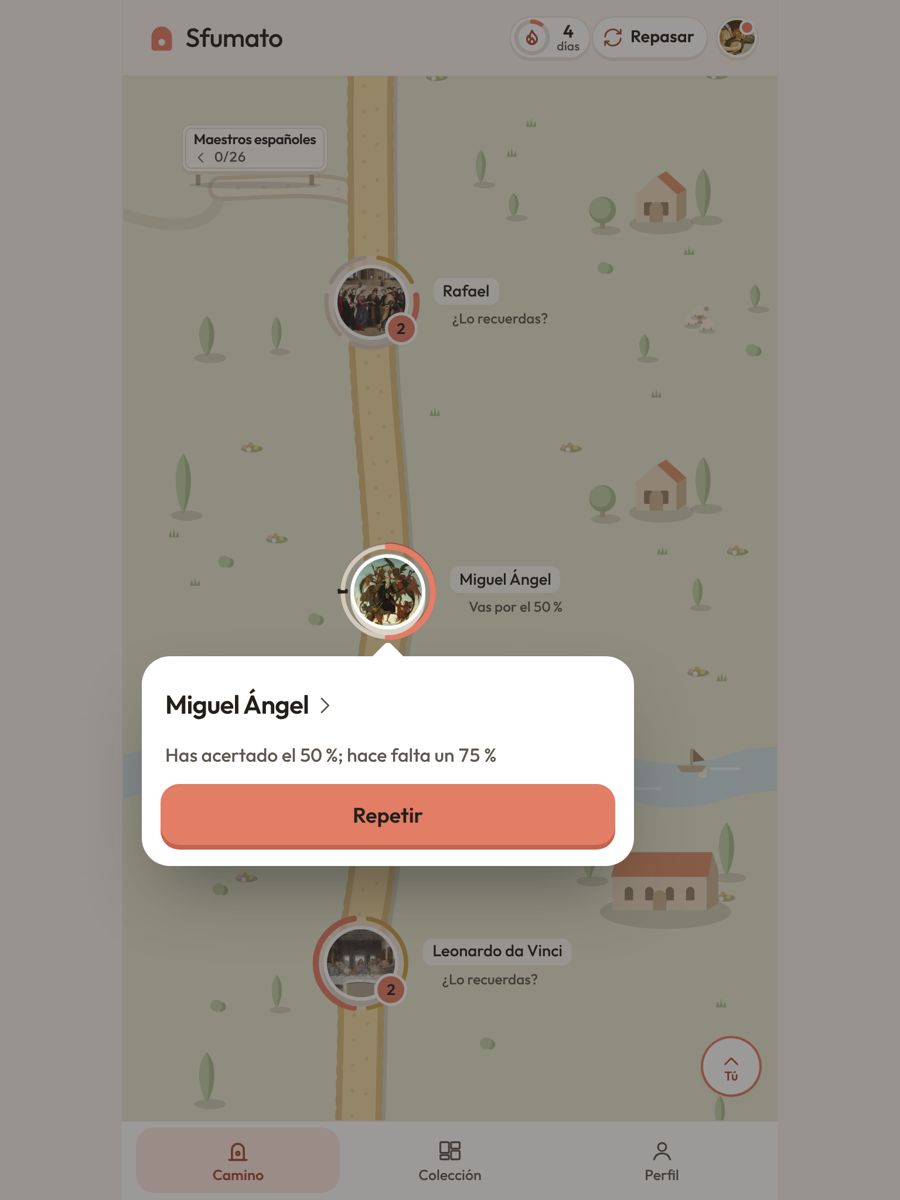 Sfumato
4
días
Repasar
Maestros españoles
0/26
Rafael
¿Lo recuerdas?
2
Miguel Ángel
Vas por el 50 %
Miguel Ángel
Has acertado el 50 %; hace falta un 75 %
Repetir
Leonardo da Vinci
¿Lo recuerdas?
2
Tú
Camino
Colección
Perfil